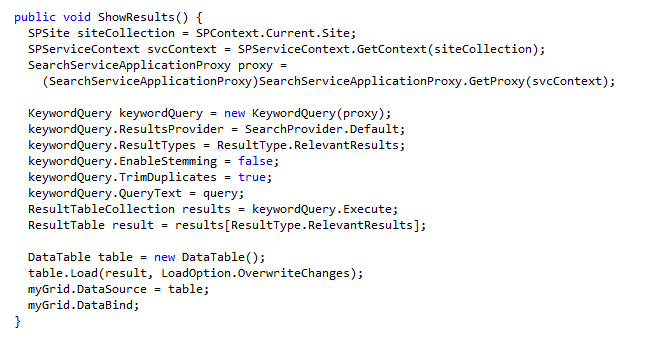 public void ShowResults() {
SPSite siteCollection = SPContext.Current.Site;
SPServiceContext svcContext = SPServiceContext.GetContext(siteCollection);
SearchServiceApplicationProxy proxy =
(SearchServiceApplicationProxy)SearchServiceApplicationProxy.GetProxy(svcContext);
KeywordQuery keywordQuery = new KeywordQuery(proxy);
keywordQuery.ResultsProvider = SearchProvider.Default;
keywordQuery.ResultTypes = ResultType.RelevantResults;
keywordQuery.EnableStemming = false;
keywordQuery.TrimDuplicates = true;
keywordQuery.QueryText = query;
ResultTableCollection results = keywordQuery.Execute;
ResultTable result = results[ResultType.RelevantResults];
DataTable table = new DataTable();
table.Load(result, LoadOption.OverwriteChanges);
myGrid.DataSource = table;
myGrid.DataBind;
}